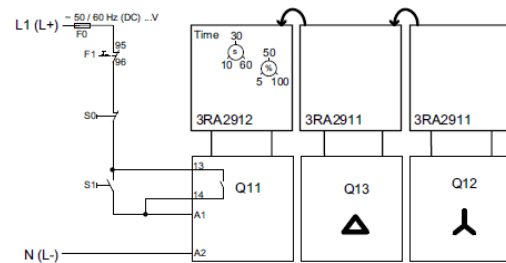 ~ 50 / 60 Hz (DC) ...V
L1 (L+)
F0
F1
95
96
S0
S1
13
14
A1
A2
N (L-)
Time
30
s
10 60
50
%
5 100
3RA2912
3RA2911
3RA2911
Q11
Q13
Q12